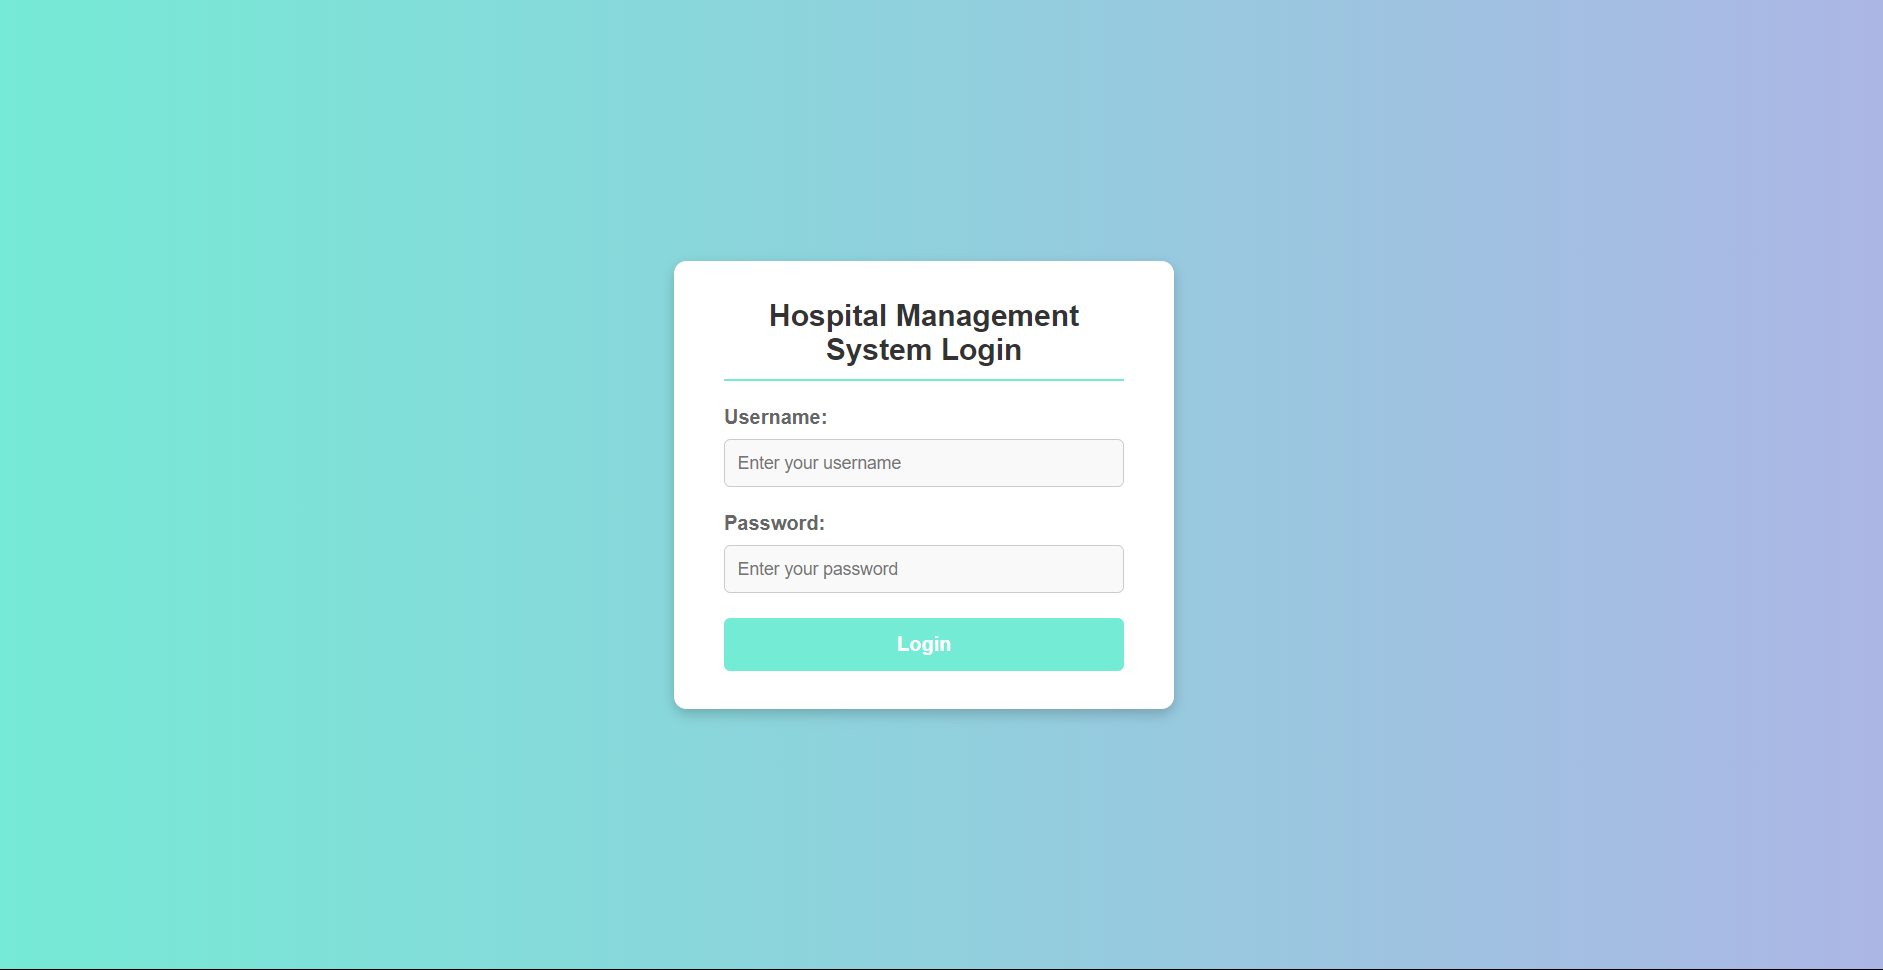 Hospital Management
System Login
Username:
Enter your username
Password:
Enter your password
Login